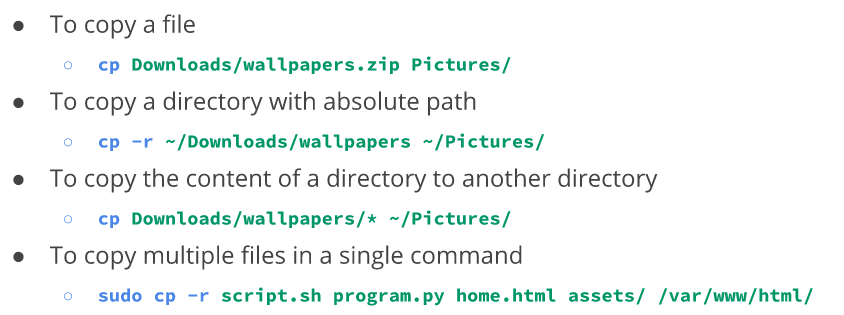 ● To copy a file
○ cp Downloads/wallpapers.zip Pictures/
● To copy a directory with absolute path
○ cp -r ~/Downloads/wallpapers ~/Pictures/
● To copy the content of a directory to another directory
○ cp Downloads/wallpapers/* ~/Pictures/
● To copy multiple files in a single command
○ sudo cp -r script.sh program.py home.html assets/ /var/www/html/